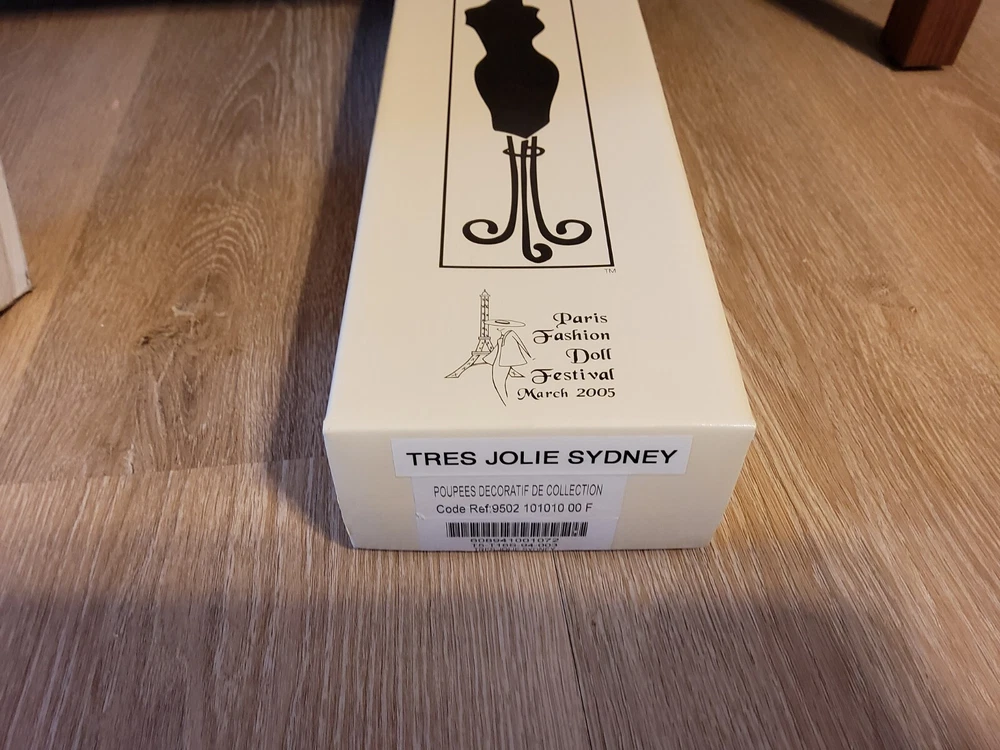 TM
Paris
Fashion
Doll
Festival
March 2005
TRES JOLIE SYDNEY
POUPEES DECORATIF DE COLLECTION
Code Ref:9502 101010 00 F